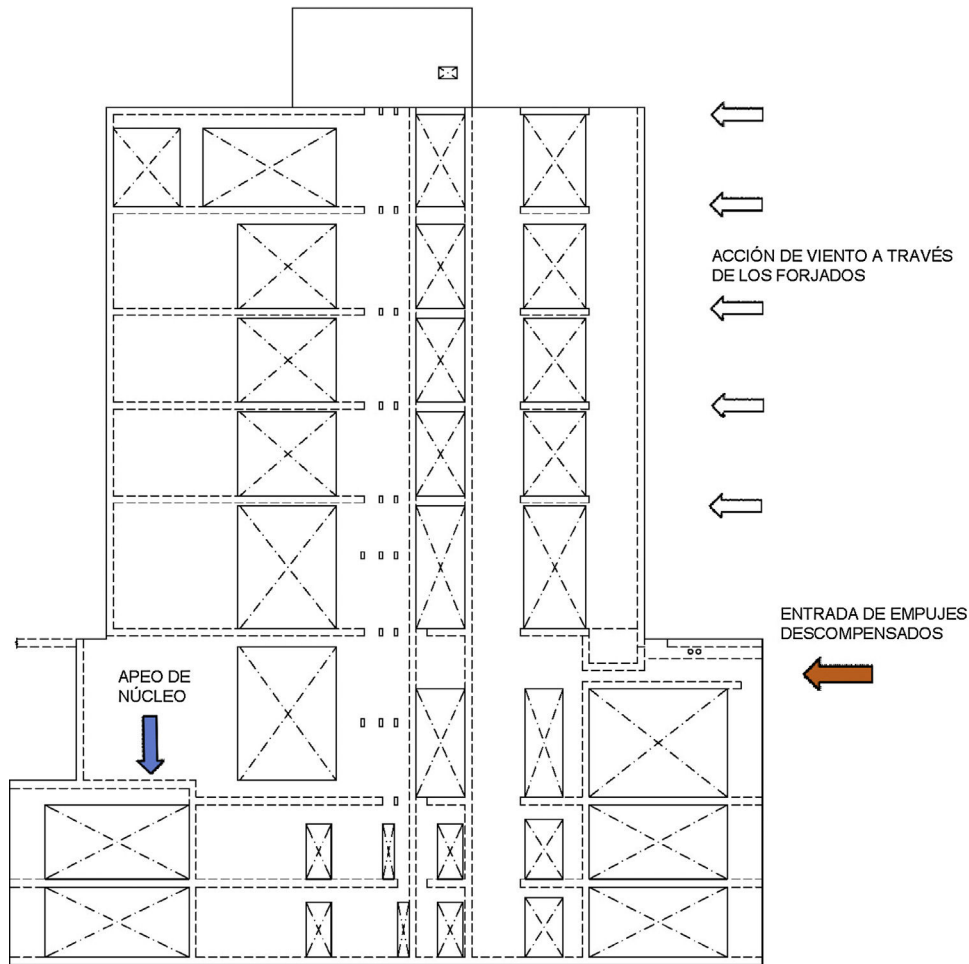 ACCIÓN DE VIENTO A TRAVÉS
DE LOS FORJADOS
ENTRADA DE EMPUJES
DESCOMPENSADOS
APEO DE
NÚCLEO